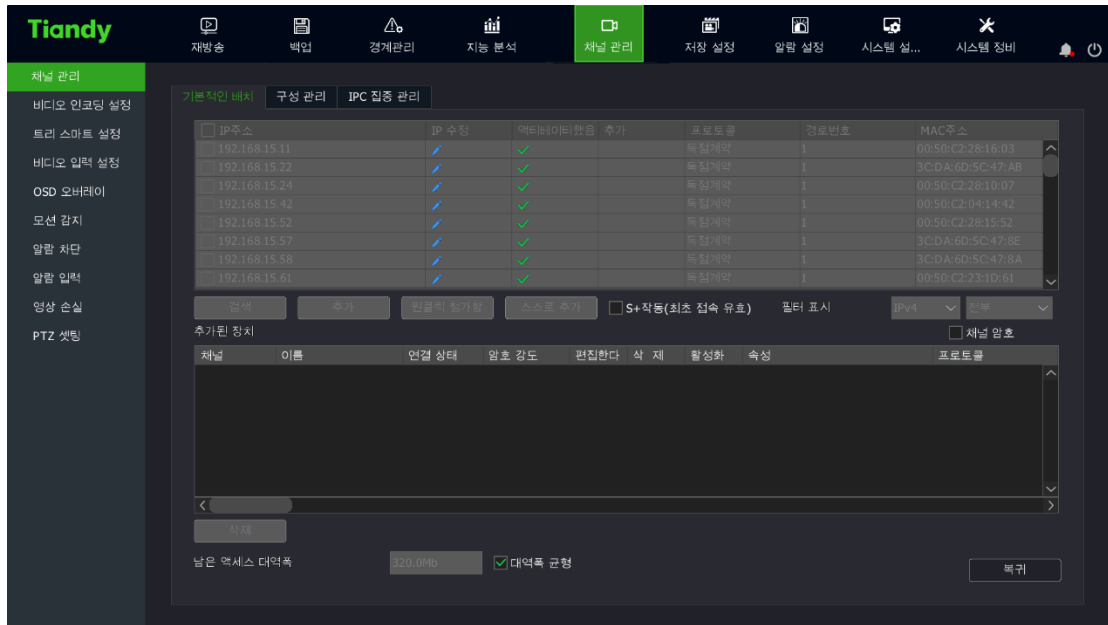 Tiandy
재방송 백업 경계관리 지능 분석 채널 관리 저장 설정 알람 설정 시스템 설... 시스템 정비
채널 관리
비디오 인코딩 설정
트리 스마트 설정
비디오 입력 설정
OSD 오버레이
모션 감지
알람 차단
알람 입력
영상 손실
PTZ 셋팅
기본적인 배치 구성 관리 IPC 집중 관리
IP주소 IP 수정 액티베이티했음 추가 프로토콜 경로번호 MAC주소
192.168.15.11 독점계약 1 00:50:C2:28:16:03
192.168.15.22 독점계약 1 3C:DA:6D:5C:47:AB
192.168.15.24 독점계약 1 00:50:C2:28:10:07
192.168.15.42 독점계약 1 00:50:C2:04:14:42
192.168.15.52 독점계약 1 00:50:C2:28:15:52
192.168.15.57 독점계약 1 3C:DA:6D:5C:47:8E
192.168.15.58 독점계약 1 3C:DA:6D:5C:47:8A
192.168.15.61 독점계약 1 00:50:C2:23:1D:61
검색 추가 원클릭 첨가함 스스로 추가 S+작동(최초 접속 유효) 필터 표시 IPv4 전부
추가된 장치 채널 암호
채널 이름 연결 상태 암호 강도 편집한다 삭 제 활성화 속성 프로토콜
삭제
남은 액세스 대역폭 320.0Mb 대역폭 균형
복귀